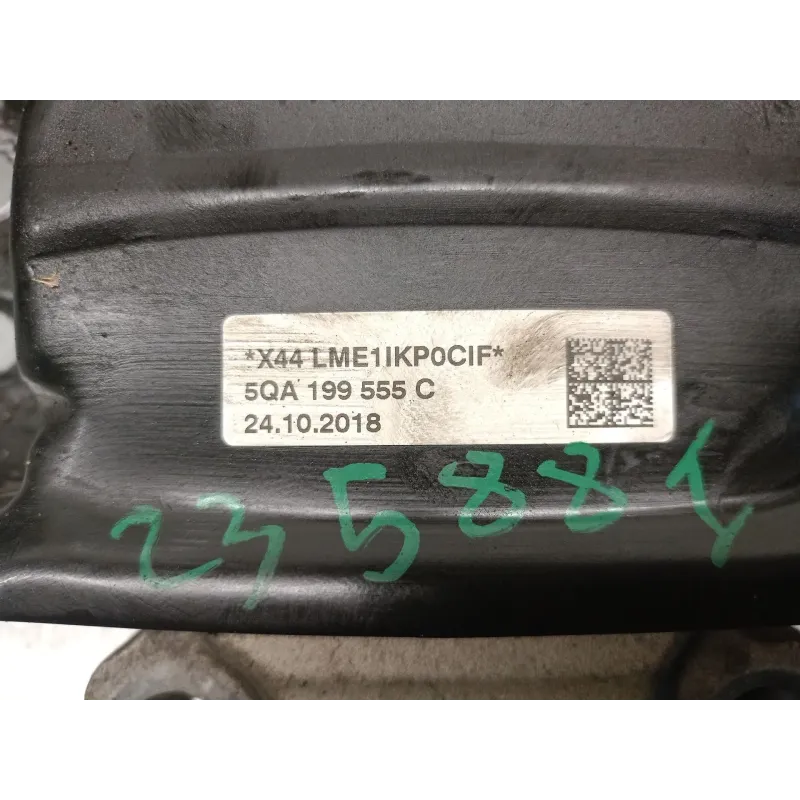 *X44 LME1IKP0CIF*
5QA 199 555 C
24.10.2018
235881